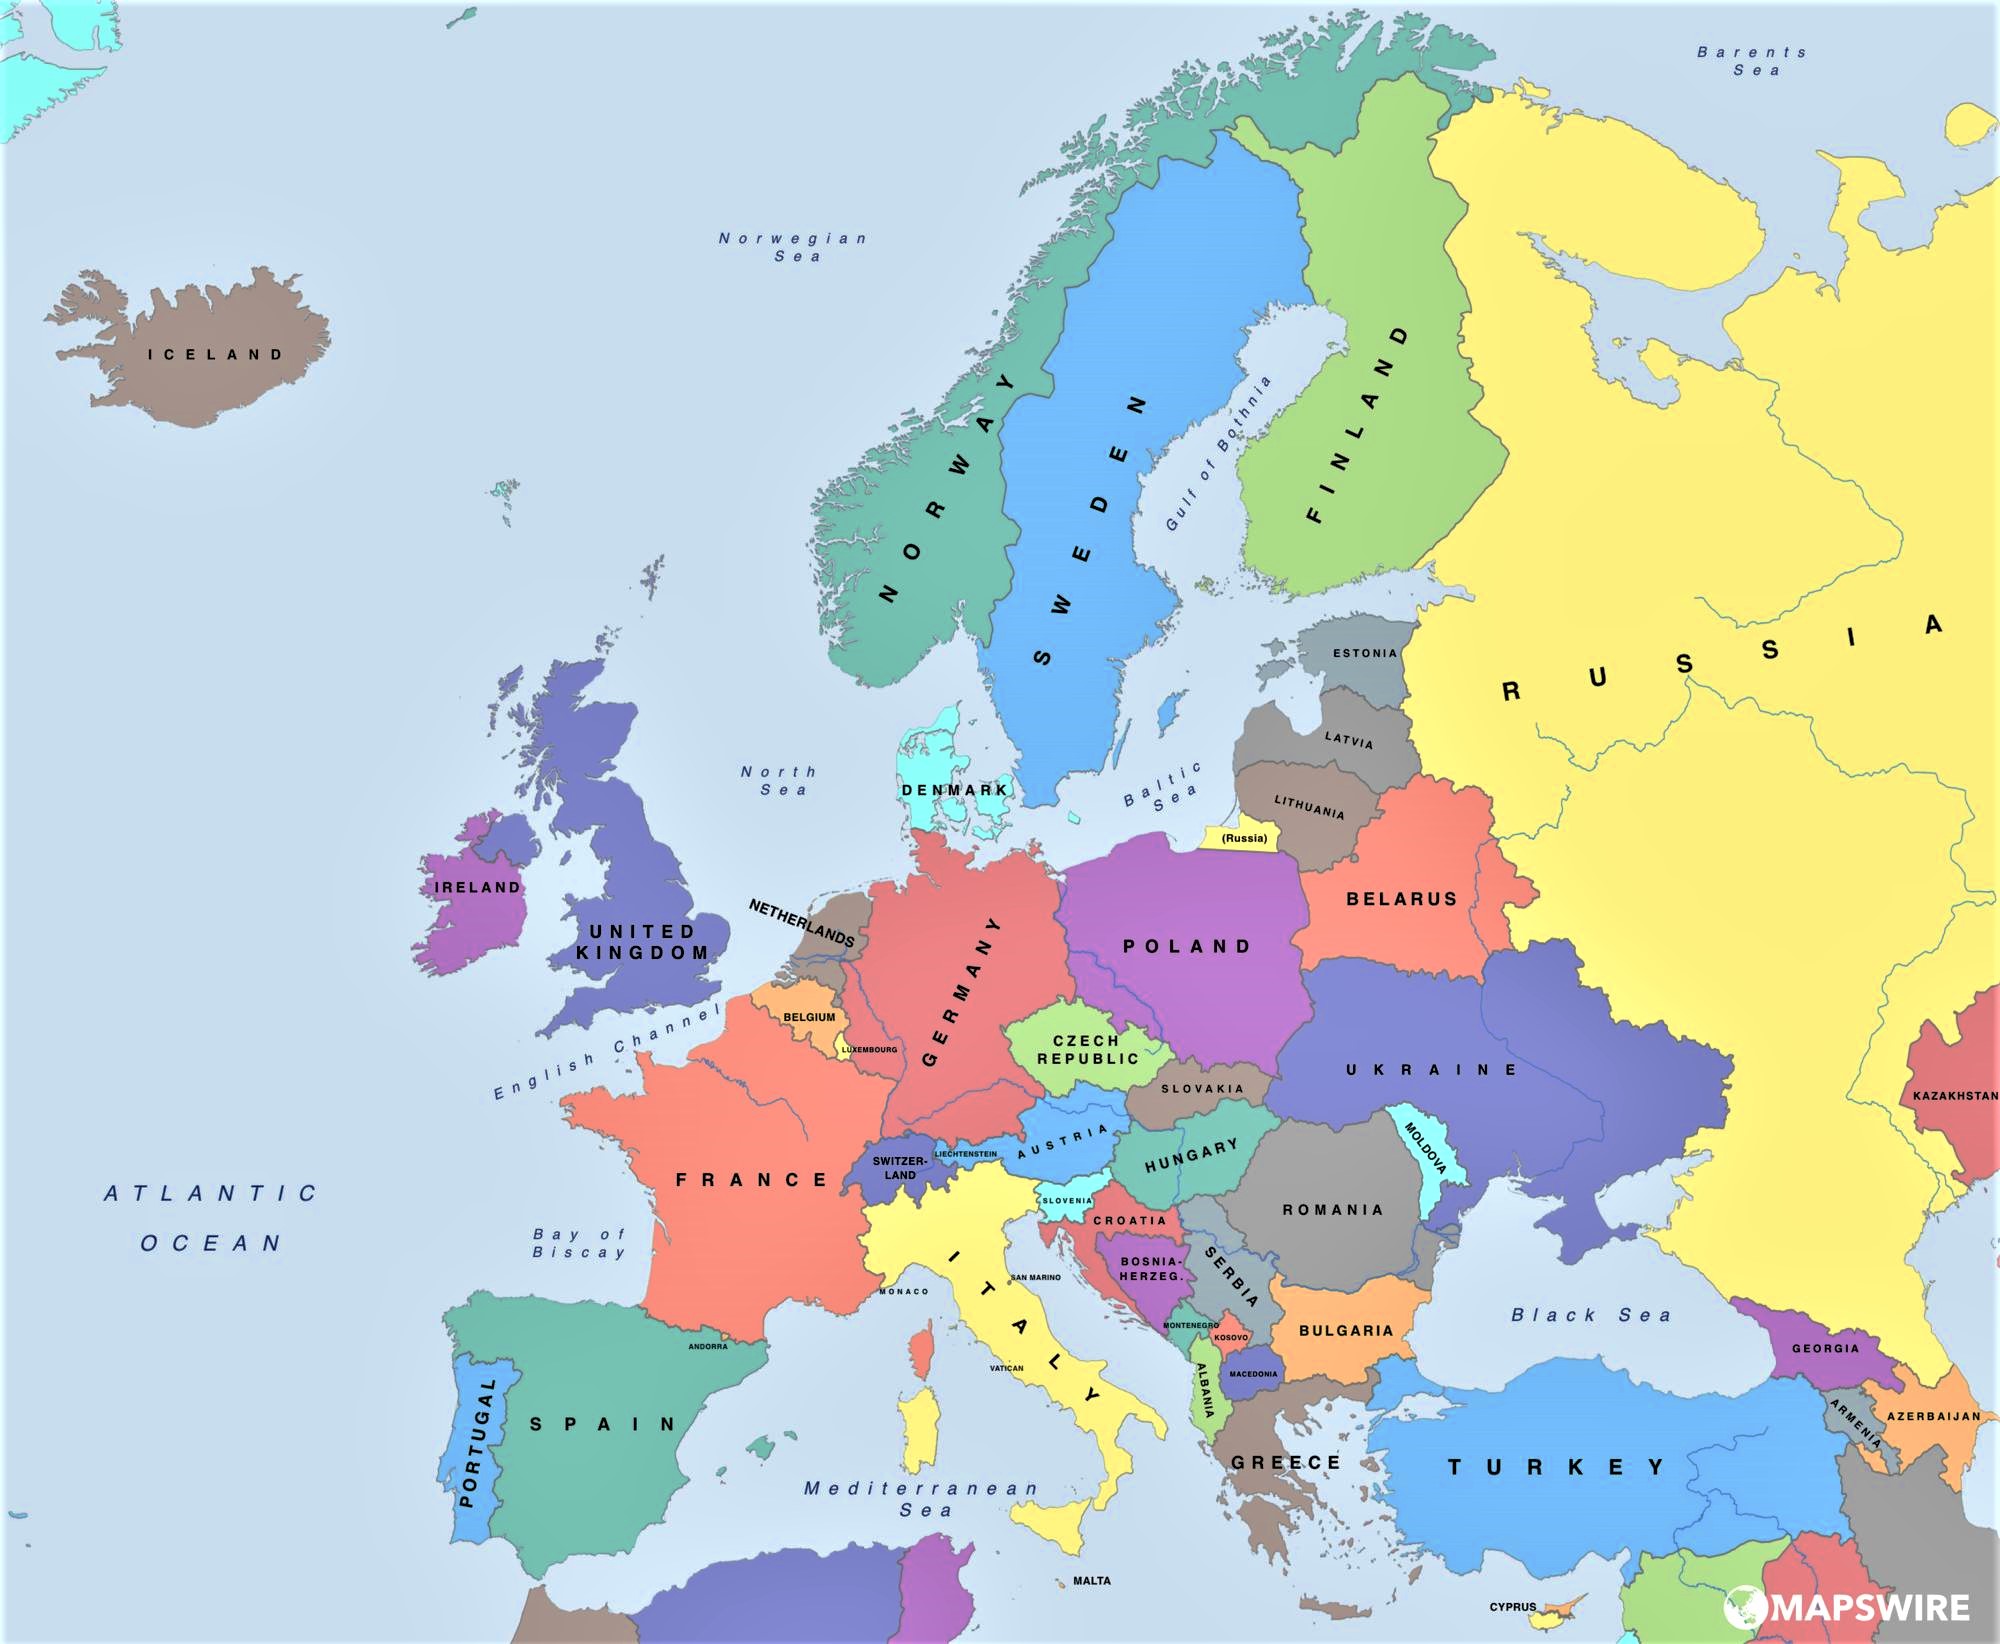 Barents
Sea
Norwegian
Sea
ICELAND
NORWAY
SWEDEN
FINLAND
Gulf of Bothnia
RUSSIA
ESTONIA
LATVIA
LITHUANIA
(Russia)
Baltic
Sea
North
Sea
DENMARK
IRELAND
UNITED
KINGDOM
NETHERLANDS
BELGIUM
LUXEMBOURG
GERMANY
POLAND
BELARUS
CZECH
REPUBLIC
SLOVAKIA
UKRAINE
KAZAKHSTAN
English Channel
FRANCE
SWITZER-
LAND
LIECHTENSTEIN
AUSTRIA
HUNGARY
MOLDOVA
ROMANIA
SLOVENIA
CROATIA
BOSNIA-
HERZEG.
SERBIA
ATLANTIC
OCEAN
Bay of
Biscay
MONACO
SAN MARINO
ITALY
VATICAN
MONTENEGRO
KOSOVO
BULGARIA
MACEDONIA
ALBANIA
GREECE
Black Sea
GEORGIA
ARMENIA
AZERBAIJAN
TURKEY
ANDORRA
PORTUGAL
SPAIN
Mediterranean
Sea
MALTA
CYPRUS
MAPSWIRE